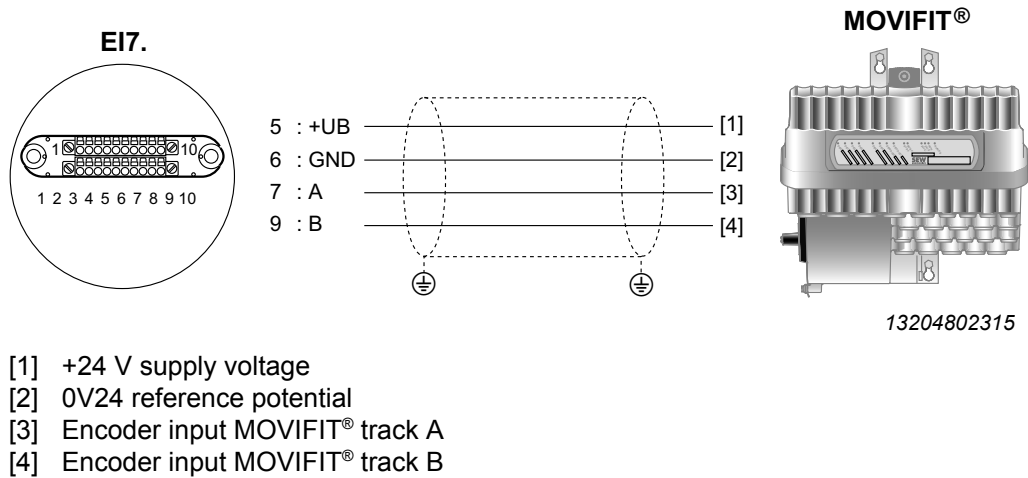 MOVIFIT®
EI7.
1 10
1 2 3 4 5 6 7 8 9 10
5 : +UB [1]
6 : GND [2]
7 : A [3]
9 : B [4]
SEW
13204802315
[1] +24 V supply voltage
[2] 0V24 reference potential
[3] Encoder input MOVIFIT® track A
[4] Encoder input MOVIFIT® track B